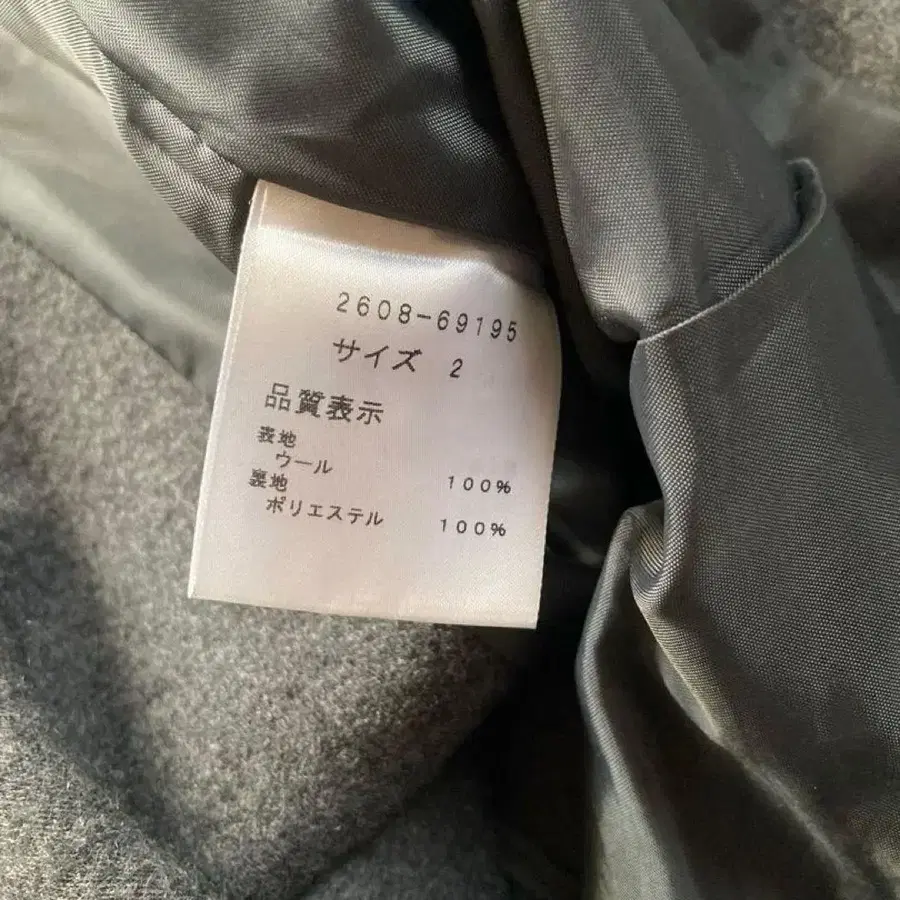 2608-69195
サイズ 2
品質表示
表地
ウール 100%
裏地
ポリエステル 100%